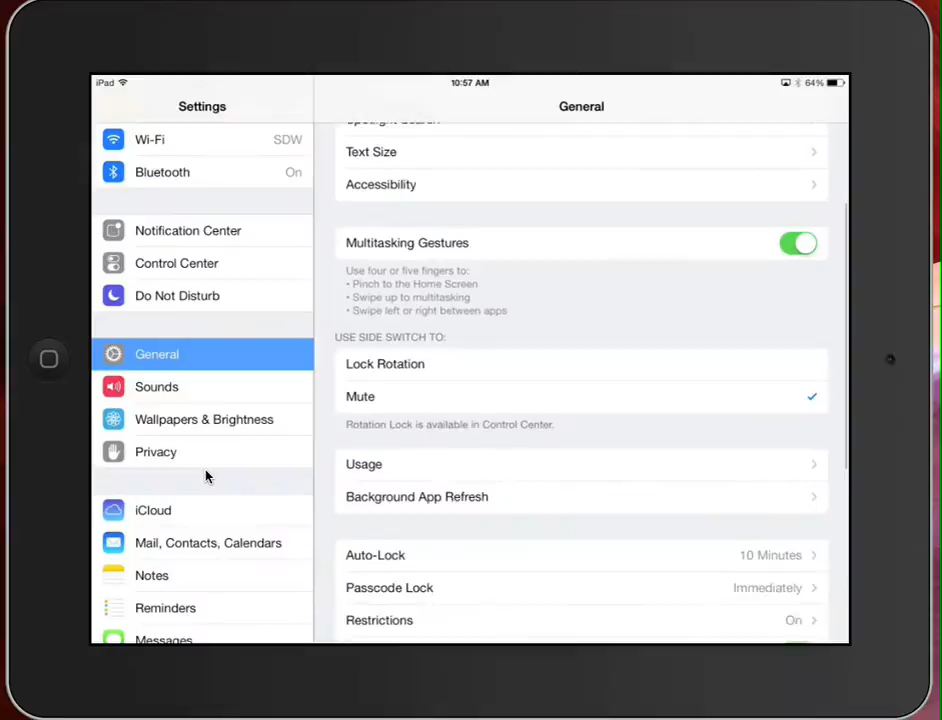 iPad
10:57 AM
64%
Settings
General
Wi-Fi
SDW
Bluetooth
On
Notification Center
Control Center
Do Not Disturb
General
Sounds
Wallpapers & Brightness
Privacy
iCloud
Mail, Contacts, Calendars
Notes
Reminders
Messages
Spotlight Search
Text Size
Accessibility
Multitasking Gestures
Use four or five fingers to:
• Pinch to the Home Screen
• Swipe up to multitasking
• Swipe left or right between apps
USE SIDE SWITCH TO:
Lock Rotation
Mute
Rotation Lock is available in Control Center.
Usage
Background App Refresh
Auto-Lock
10 Minutes
Passcode Lock
Immediately
Restrictions
On